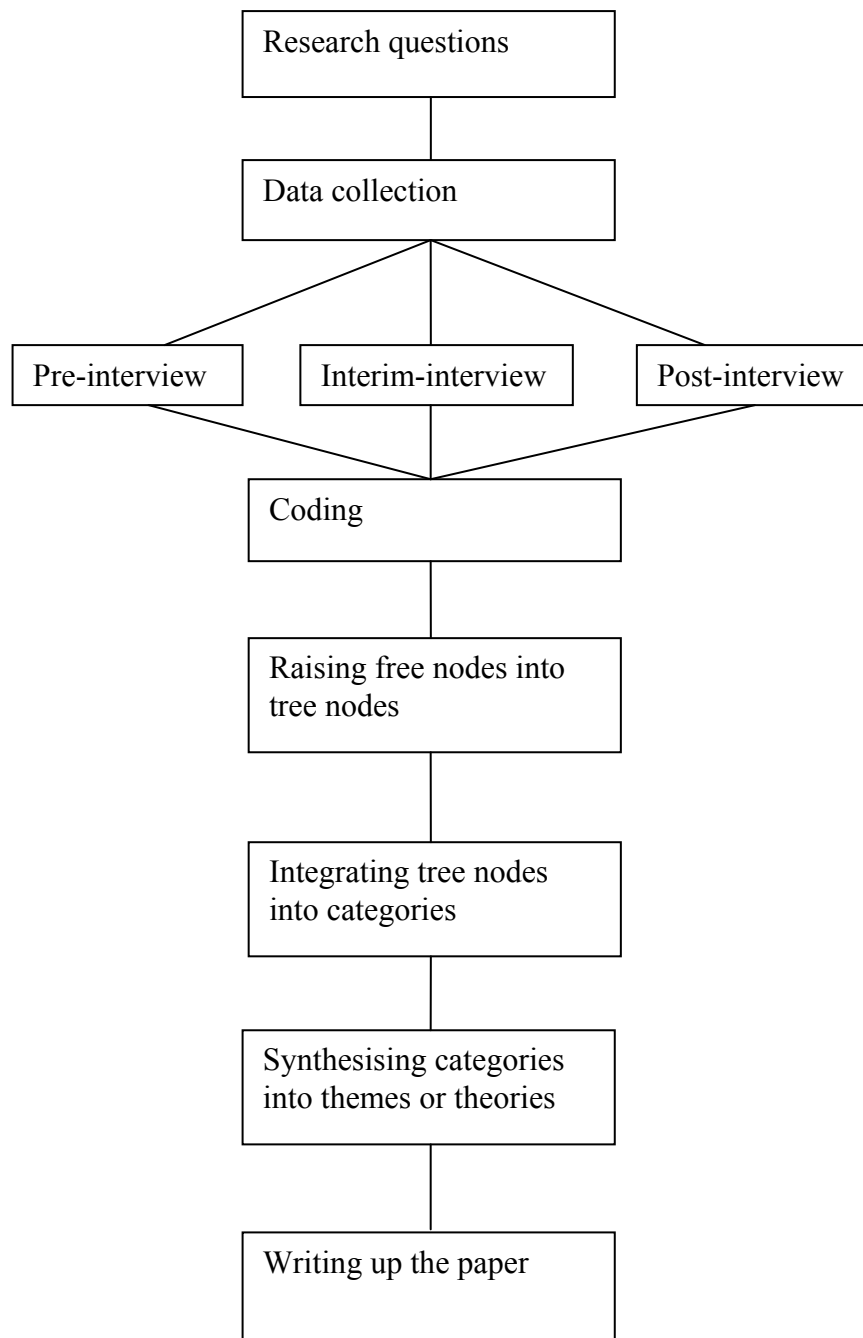 Research questions
Data collection
Pre-interview
Interim-interview
Post-interview
Coding
Raising free nodes into
tree nodes
Integrating tree nodes
into categories
Synthesising categories
into themes or theories
Writing up the paper